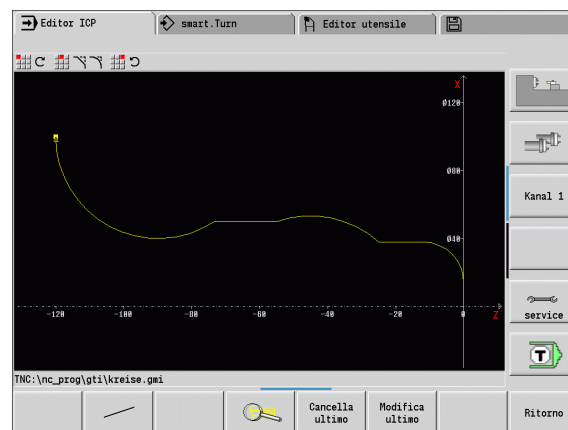 Editor ICP
smart.Turn
Editor utensile
X
Ø120
Ø80
Kanal 1
Ø40
-120 -100 -80 -60 -40 -20 0 Z
service
T
TNC:\nc_prog\gti\kreise.gmi
Cancella ultimo
Modifica ultimo
Ritorno